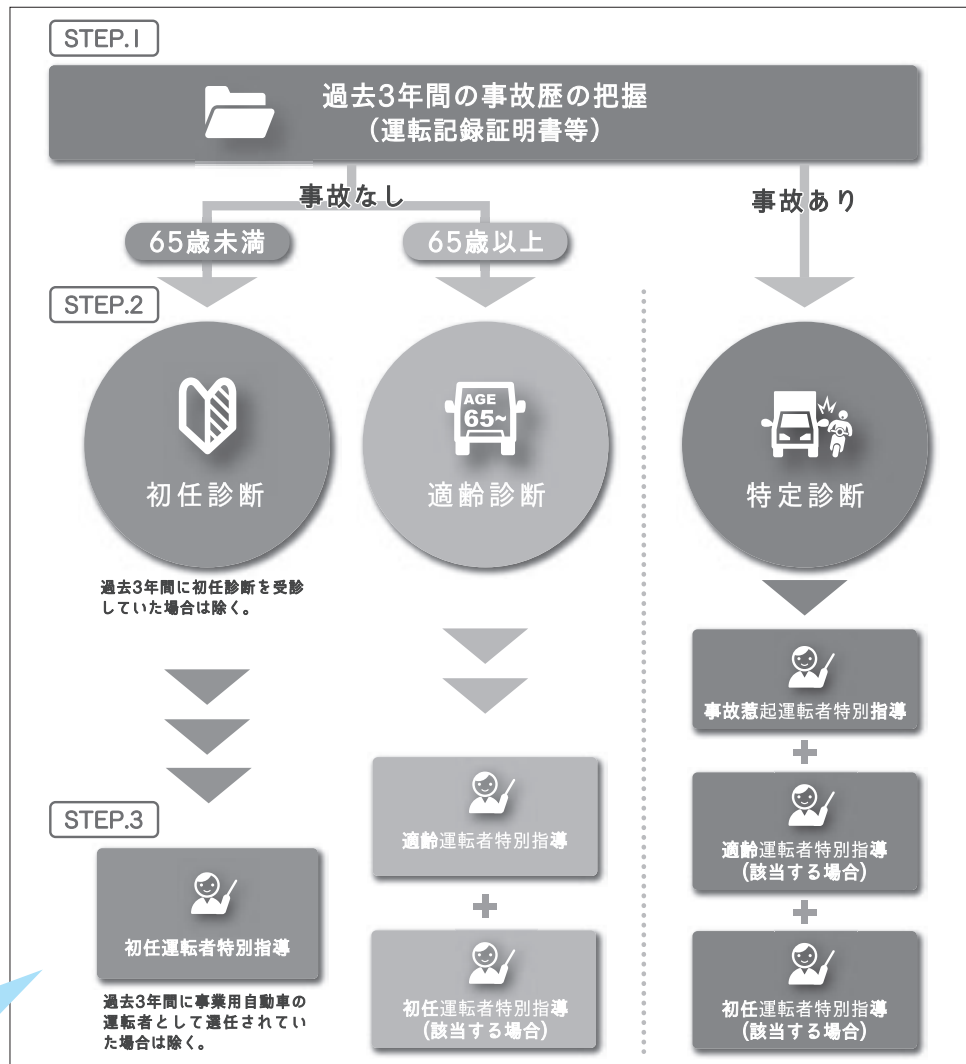 STEP.1
過去3年間の事故歴の把握
（運転記録証明書等）
事故なし
事故あり
65歳未満
65歳以上
STEP.2
初任診断
過去3年間に初任診断を受診
していた場合は除く。
AGE
65~
適齢診断
特定診断
事故惹起運転者特別指導
+
適齢運転者特別指導
(該当する場合)
+
初任運転者特別指導
(該当する場合)
適齢運転者特別指導
+
初任運転者特別指導
(該当する場合)
STEP.3
初任運転者特別指導
過去3年間に事業用自動車の
運転者として選任されてい
た場合は除く。